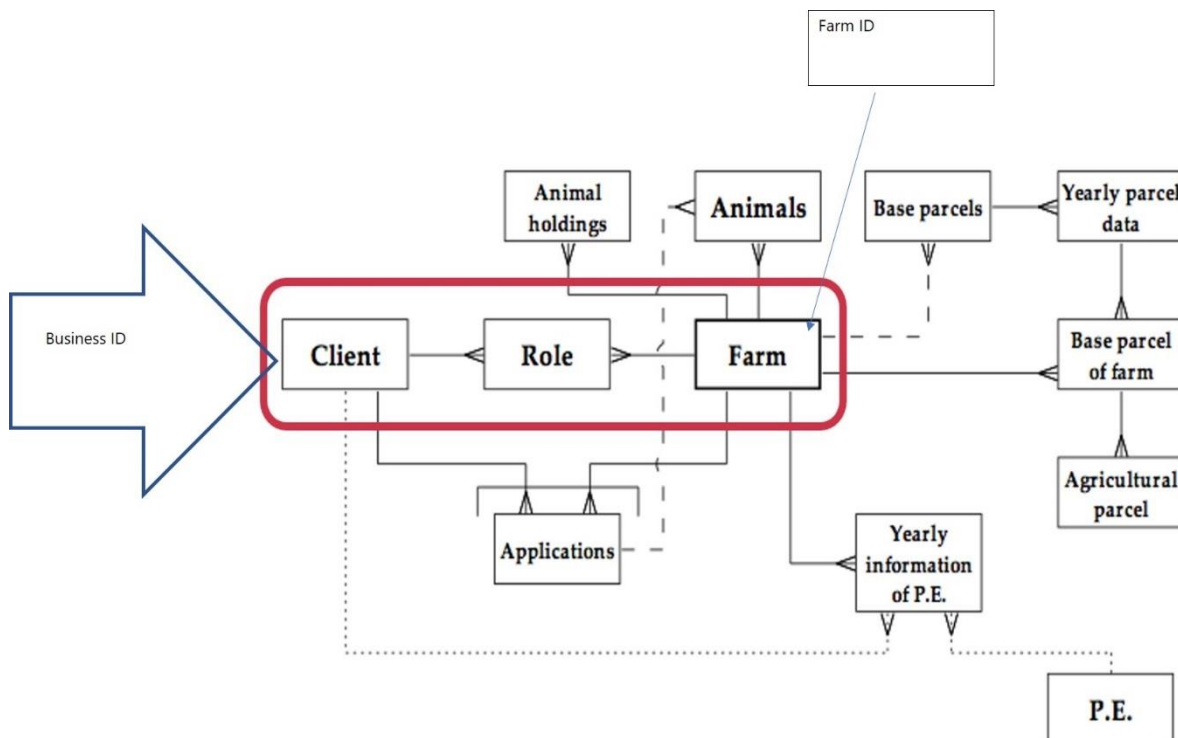 Farm ID
Animal
holdings
Animals
Base parcels
Yearly parcel
data
Business ID
Client
Role
Farm
Base parcel
of farm
Agricultural
parcel
Applications
Yearly
information
of P.E.
P.E.